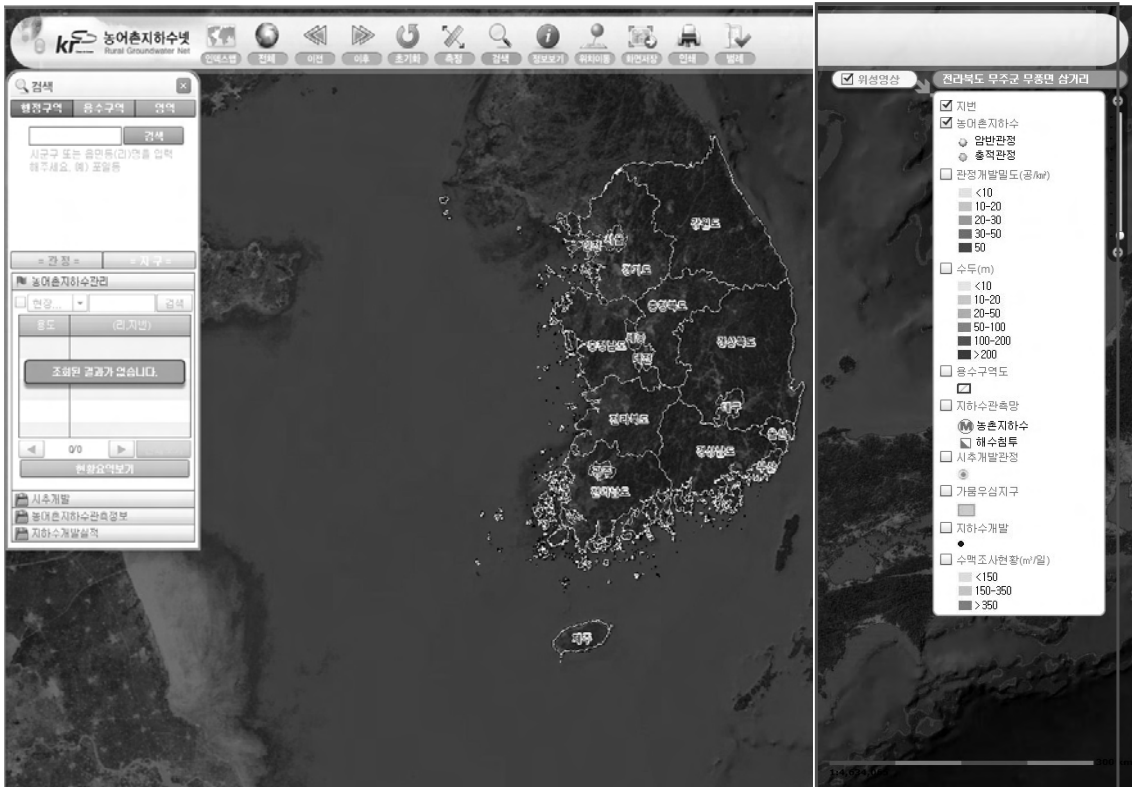 kr 농어촌지하수넷
Rural Groundwater Net
인덱스맵 전체 이전 이후 초기화 측정 검색 정보보기 위치이동 화면저장 인쇄 범례
검색
행정구역 용수구역 영역
검색
시군구 또는 읍면동(리)명을 입력
해주세요. 예) 포일동
= 관정 = = 지구 =
농어촌지하수관리
현장... 검색
용도 (리,지번)
조회된 결과가 없습니다.
0/0
현황요약보기
시추개발
농어촌지하수관측정보
지하수개발실적
강원도
서울
인천
경기도
충청북도
충청남도
세종
대전
경상북도
대구
전라북도
울산
경상남도
부산
광주
전라남도
제주
위성영상
전라북도 무주군 무풍면 삼거리
지번
농어촌지하수
암반관정
충적관정
관정개발밀도(공/㎢)
<10
10-20
20-30
30-50
50
수두(m)
<10
10-20
20-50
50-100
100-200
>200
용수구역도
지하수관측망
M 농촌지하수
해수침투
시추개발관정
가뭄우심지구
지하수개발
수맥조사현황(m³/일)
<150
150-350
>350